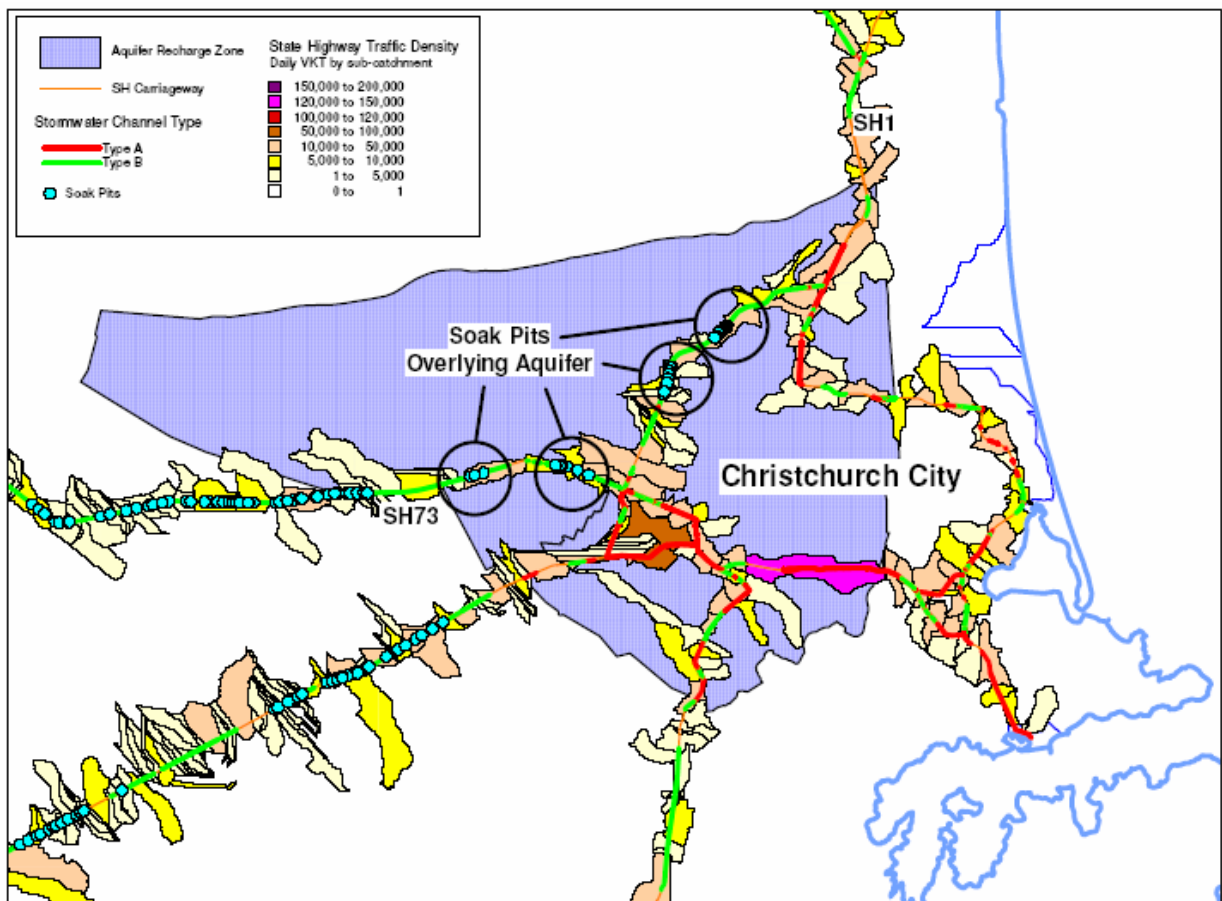 Aquifer Recharge Zone
SH Carriageway
Stormwater Channel Type
Type A
Type B
Soak Pits
State Highway Traffic Density
Daily VKT by sub-catchment
150,000 to 200,000
120,000 to 150,000
100,000 to 120,000
50,000 to 100,000
10,000 to 50,000
5,000 to 10,000
1 to 5,000
0 to 1
SH1
Soak Pits
Overlying Aquifer
Christchurch City
SH73